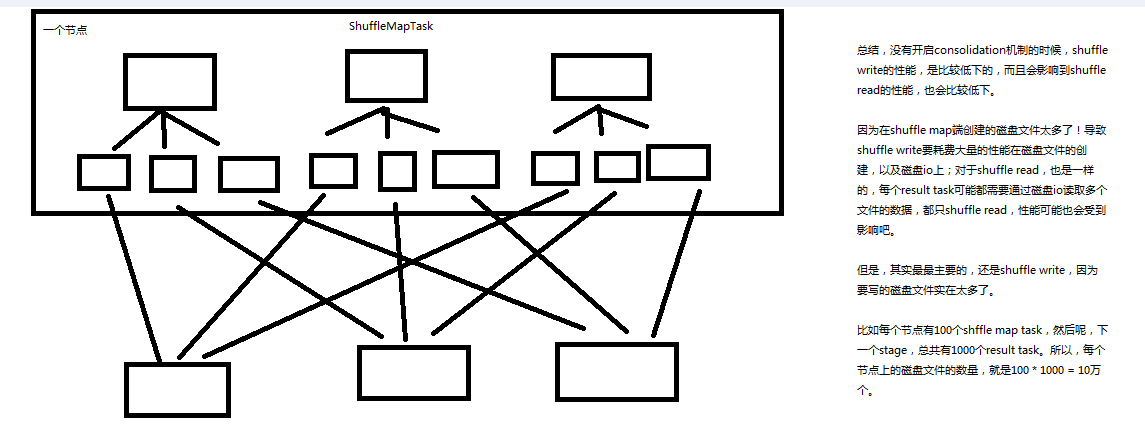 一个节点
ShuffleMapTask
总结，没有开启consolidation机制的时候，shuffle
write的性能，是比较低下的，而且会影响到shuffle
read的性能，也会比较低下。
因为在shuffle map端创建的磁盘文件太多了！导致
shuffle write要耗费大量的性能在磁盘文件的创
建，以及磁盘io上；对于shuffle read，也是一样
的，每个result task可能都需要通过磁盘io读取多个
文件的数据，都只shuffle read，性能可能也会受到
影响吧。
但是，其实最最主要的，还是shuffle write，因为
要写的磁盘文件实在太多了。
比如每个节点有100个shffle map task，然后呢，下
一个stage，总共有1000个result task。所以，每个
节点上的磁盘文件的数量，就是100 * 1000 = 10万
个。